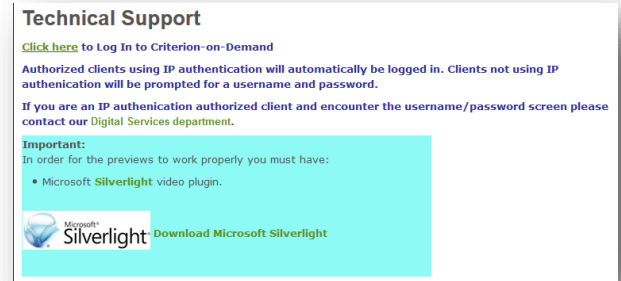 Technical Support
Click here to Log In to Criterion-on-Demand
Authorized clients using IP authentication will automatically be logged in. Clients not using IP
authenication will be prompted for a username and password.
If you are an IP authenication authorized client and encounter the username/password screen please
contact our Digital Services department.
Important:
In order for the previews to work properly you must have:
• Microsoft Silverlight video plugin.
Microsoft®
Silverlight Download Microsoft Silverlight